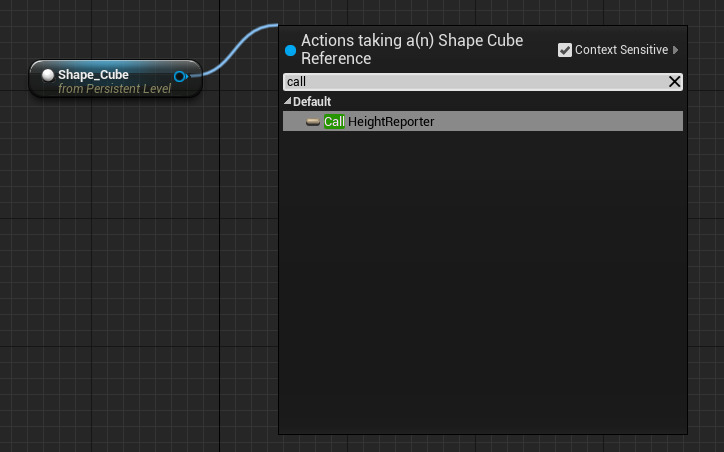 Shape_Cube
from Persistent Level
Actions taking a(n) Shape Cube
Reference
Context Sensitive
call
Default
Call HeightReporter